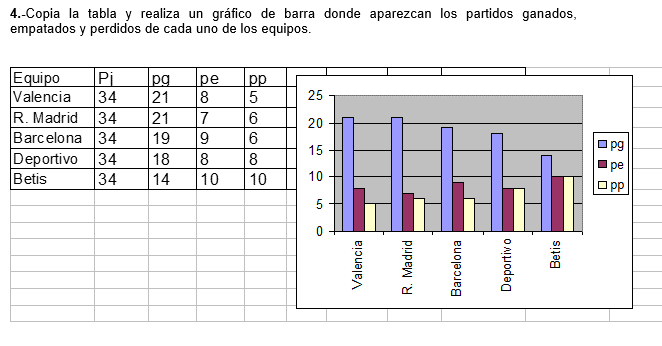 4.-Copia la tabla y realiza un gráfico de barra donde aparezcan los partidos ganados,
empatados y perdidos de cada uno de los equipos.
Equipo Pj pg pe pp
Valencia 34 21 8 5
R. Madrid 34 21 7 6
Barcelona 34 19 9 6
Deportivo 34 18 8 8
Betis 34 14 10 10
25
20
15
10
5
0
Valencia
R. Madrid
Barcelona
Deportivo
Betis
pg
pe
pp